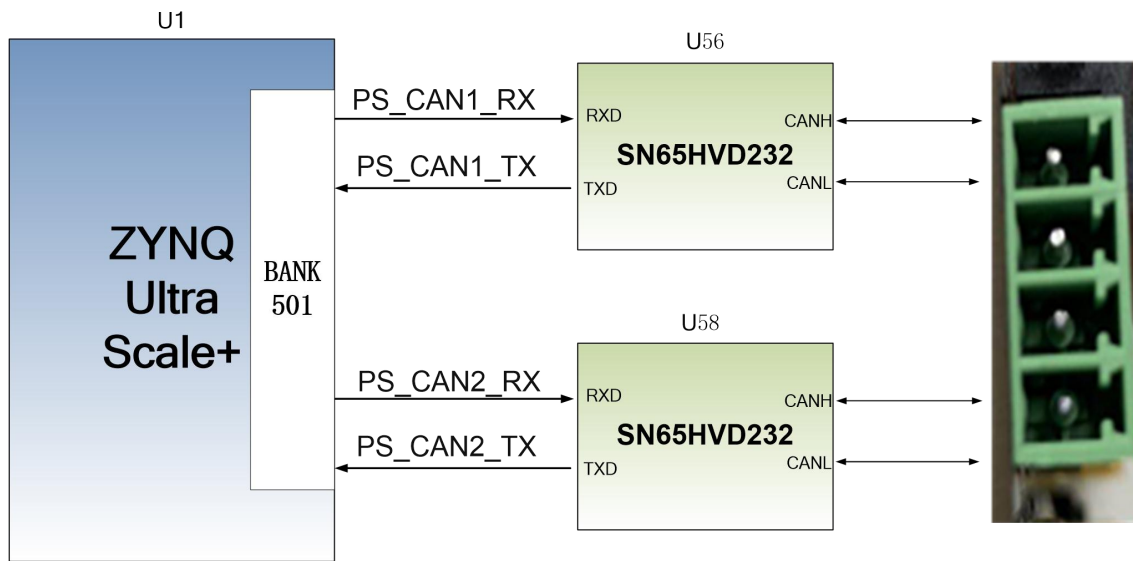 U1
ZYNQ
Ultra
Scale+
BANK
501
PS_CAN1_RX
PS_CAN1_TX
U56
RXD
CANH
SN65HVD232
TXD
CANL
PS_CAN2_RX
PS_CAN2_TX
U58
RXD
CANH
SN65HVD232
TXD
CANL